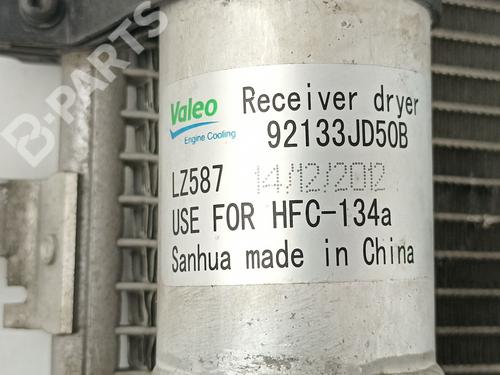 B-PARTS
Valeo Receiver dryer
Engine Cooling 92133JD50B
LZ587 14/12/2012
USE FOR HFC-134a
Sanhua made in China